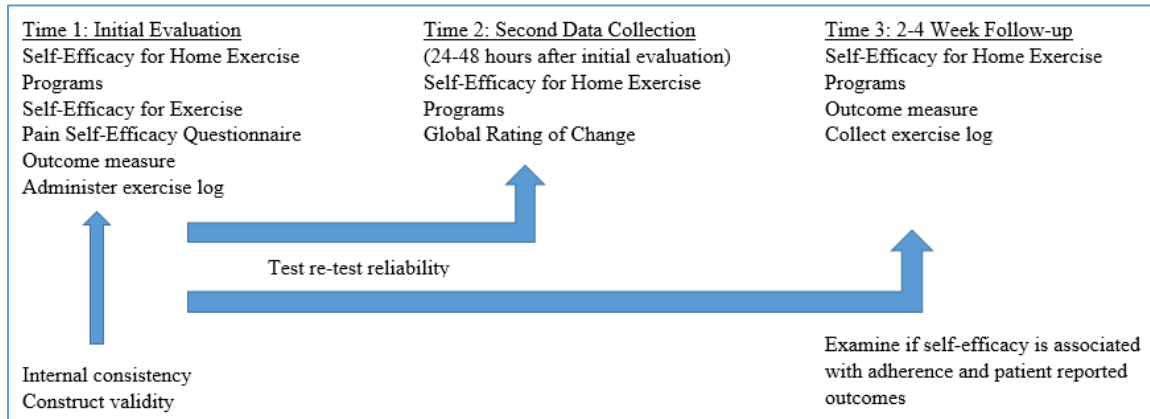 Time 1: Initial Evaluation
Self-Efficacy for Home Exercise
Programs
Self-Efficacy for Exercise
Pain Self-Efficacy Questionnaire
Outcome measure
Administer exercise log
Time 2: Second Data Collection
(24-48 hours after initial evaluation)
Self-Efficacy for Home Exercise
Programs
Global Rating of Change
Time 3: 2-4 Week Follow-up
Self-Efficacy for Home Exercise
Programs
Outcome measure
Collect exercise log
Test re-test reliability
Internal consistency
Construct validity
Examine if self-efficacy is associated
with adherence and patient reported
outcomes